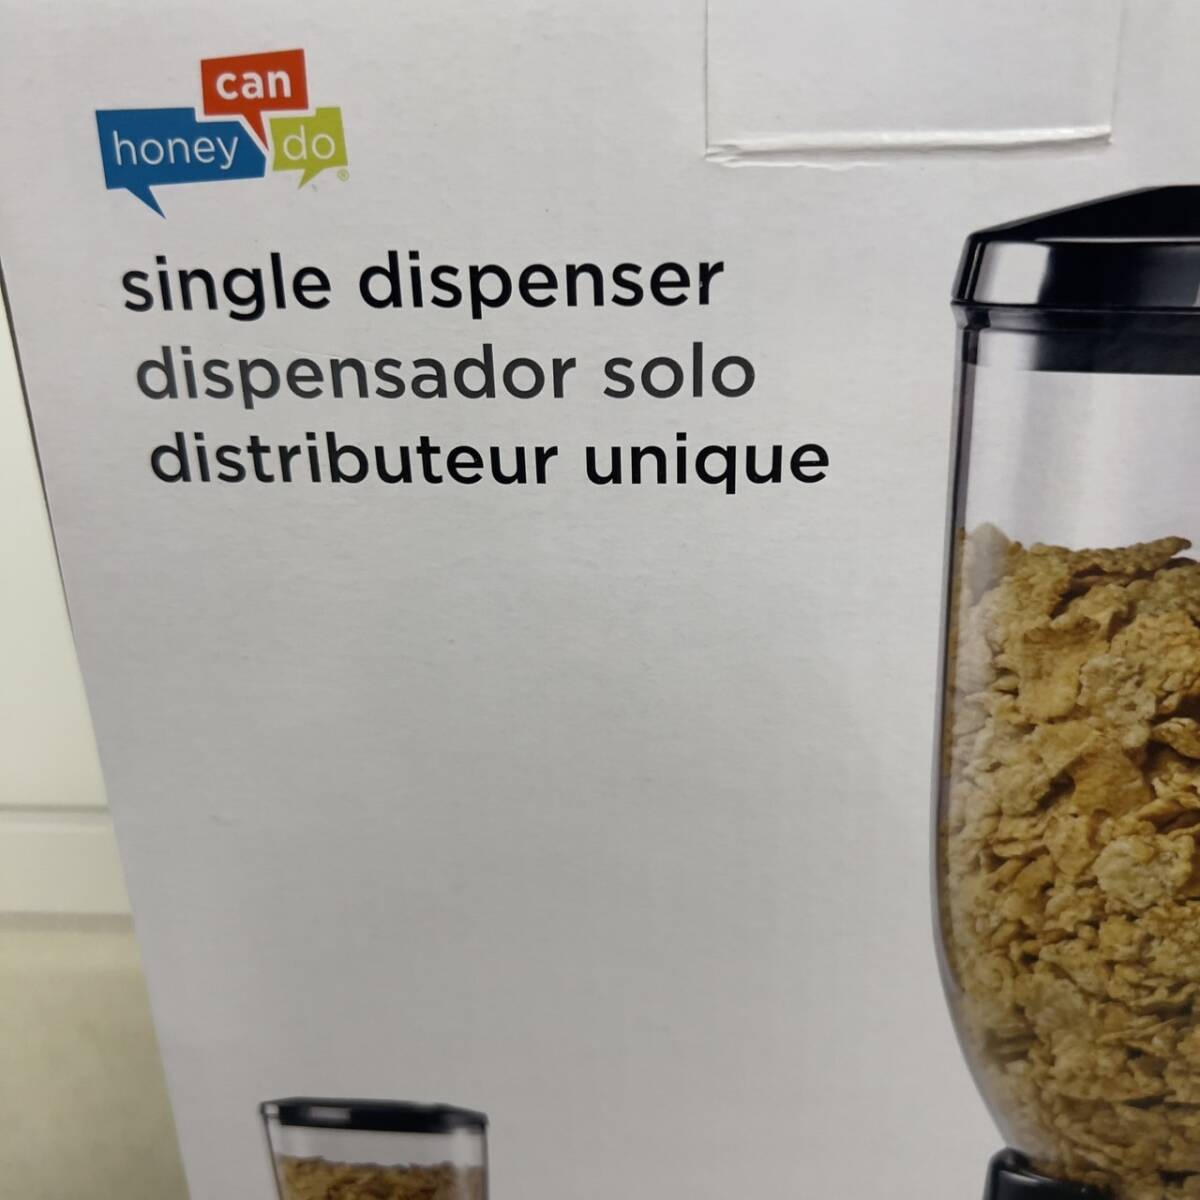 honey can do®
single dispenser
dispensador solo
distributeur unique